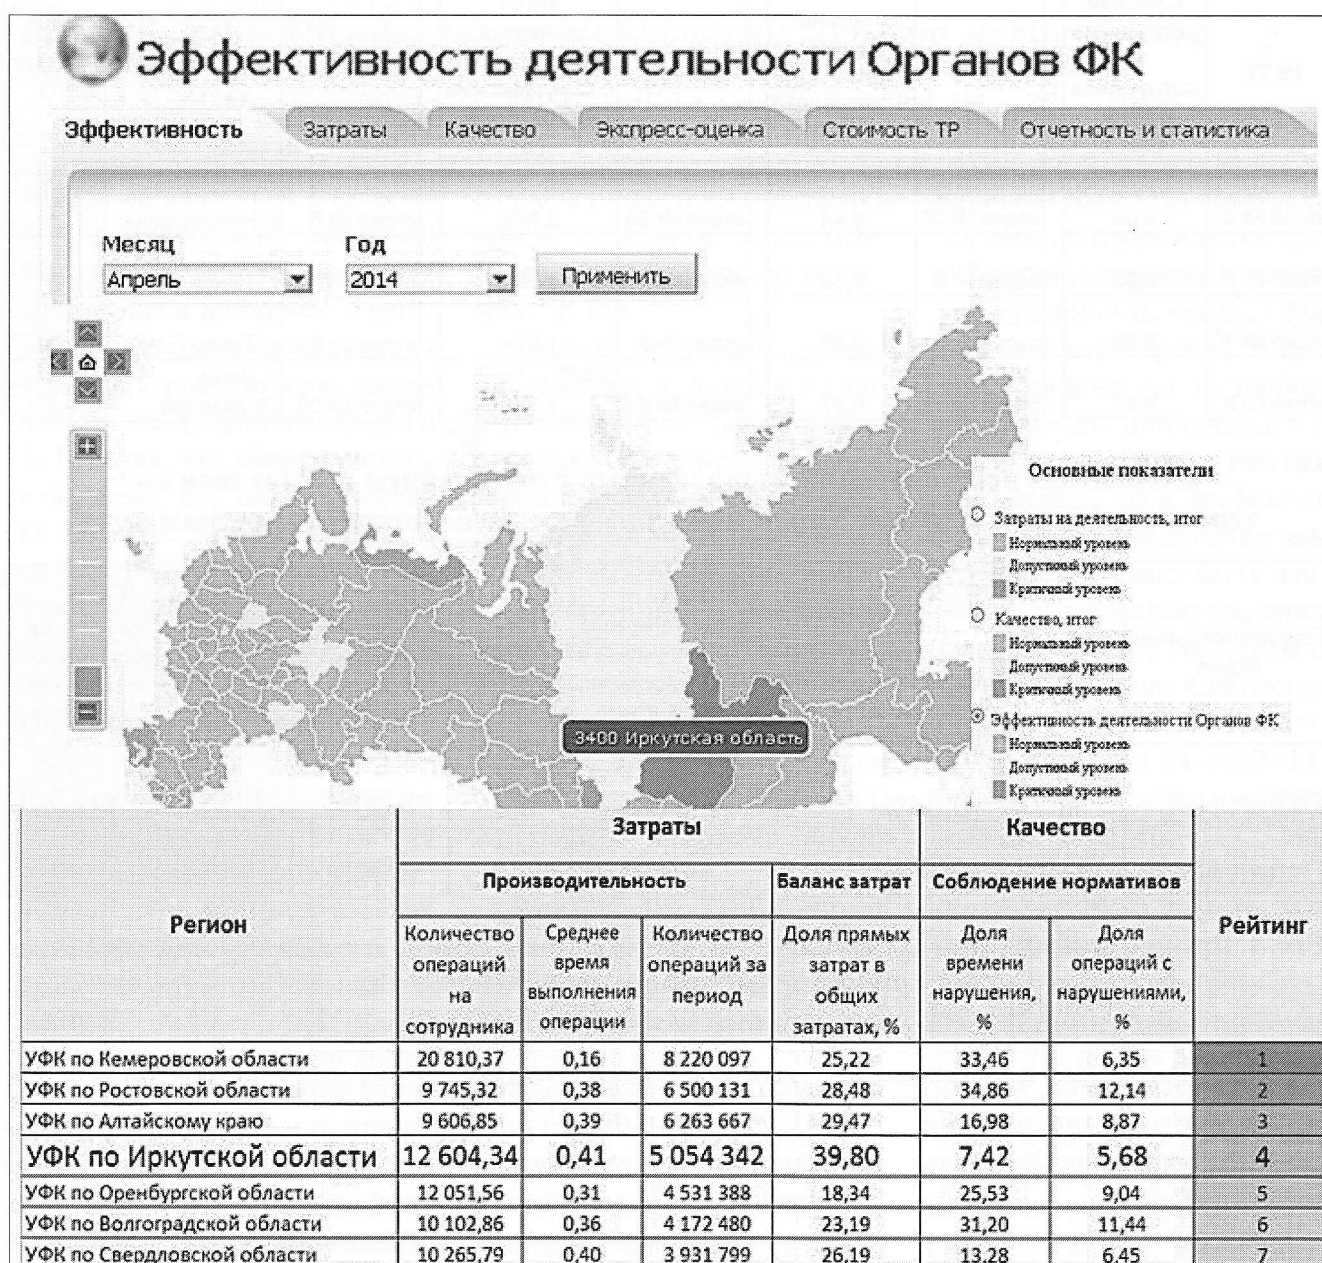 Эффективность деятельности Органов ФК
Эффективность Затраты Качество Экспресс-оценка Стоимость ТР Отчетность и статистика
Месяц Год
Апрель 2014 Применить
Основные показатели
Затраты на деятельность, итог
Нормальный уровень
Допустимый уровень
Критичный уровень
Качество, итог
Нормальный уровень
Допустимый уровень
Критичный уровень
3400 Иркутская область
Эффективность деятельности Органов ФК
Нормальный уровень
Допустимый уровень
Критичный уровень
Регион Затраты Качество Рейтинг
Производительность Баланс затрат Соблюдение нормативов
Количество операций на сотрудника Среднее время выполнения операции Количество операций за период Доля прямых затрат в общих затратах, % Доля времени нарушения, % Доля операций с нарушениями, %
УФК по Кемеровской области 20 810,37 0,16 8 220 097 25,22 33,46 6,35 1
УФК по Ростовской области 9 745,32 0,38 6 500 131 28,48 34,86 12,14 2
УФК по Алтайскому краю 9 606,85 0,39 6 263 667 29,47 16,98 8,87 3
УФК по Иркутской области 12 604,34 0,41 5 054 342 39,80 7,42 5,68 4
УФК по Оренбургской области 12 051,56 0,31 4 531 388 18,34 25,53 9,04 5
УФК по Волгоградской области 10 102,86 0,36 4 172 480 23,19 31,20 11,44 6
УФК по Свердловской области 10 265,79 0,40 3 931 799 26,19 13,28 6,45 7